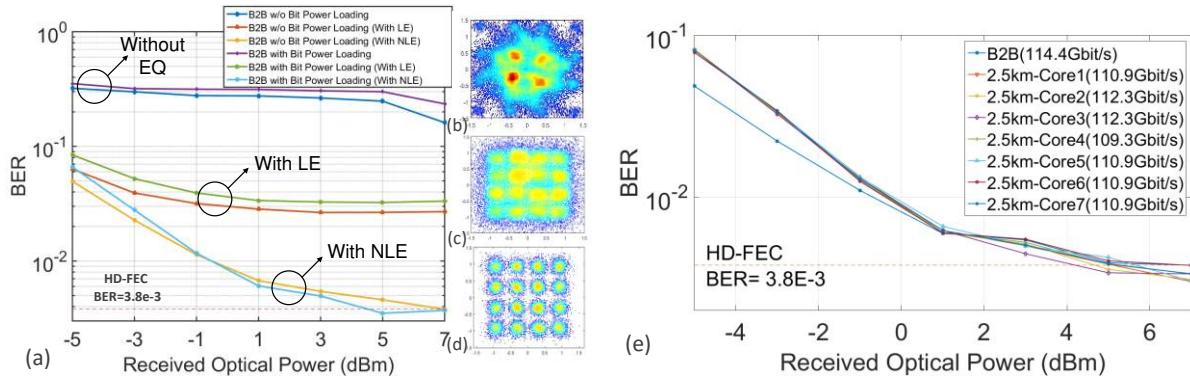 B2B w/o Bit Power Loading
B2B w/o Bit Power Loading (With LE)
B2B w/o Bit Power Loading (With NLE)
B2B with Bit Power Loading
B2B with Bit Power Loading (With LE)
B2B with Bit Power Loading (With NLE)
Without
EQ
With LE
With NLE
HD-FEC
BER=3.8e-3
10^0
10^-1
10^-2
BER
-5 -3 -1 1 3 5 7
Received Optical Power (dBm)
(a)
(b)
(c)
(d)
10^-1
10^-2
BER
B2B(114.4Gbit/s)
2.5km-Core1(110.9Gbit/s)
2.5km-Core2(112.3Gbit/s)
2.5km-Core3(112.3Gbit/s)
2.5km-Core4(109.3Gbit/s)
2.5km-Core5(110.9Gbit/s)
2.5km-Core6(110.9Gbit/s)
2.5km-Core7(110.9Gbit/s)
HD-FEC
BER= 3.8E-3
-4 -2 0 2 4 6
Received Optical Power (dBm)
(e)